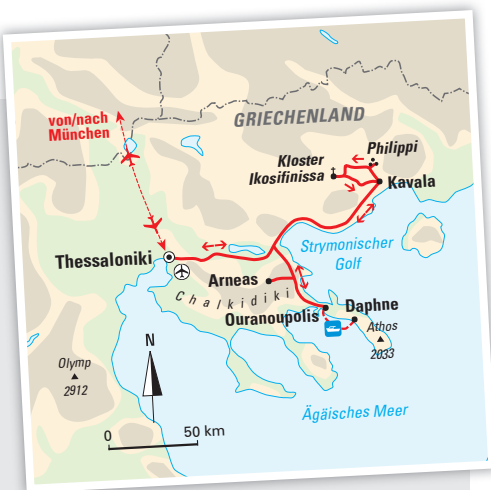 von/nach
München
GRIECHENLAND
Philippi
Kloster
Ikosifinissa
Kavala
Strymonischer
Golf
Thessaloniki
Arneas
Chalkidiki
Ouranoupolis
Daphne
Athos
2033
Olymp
2912
N
Ägäisches Meer
0
50 km